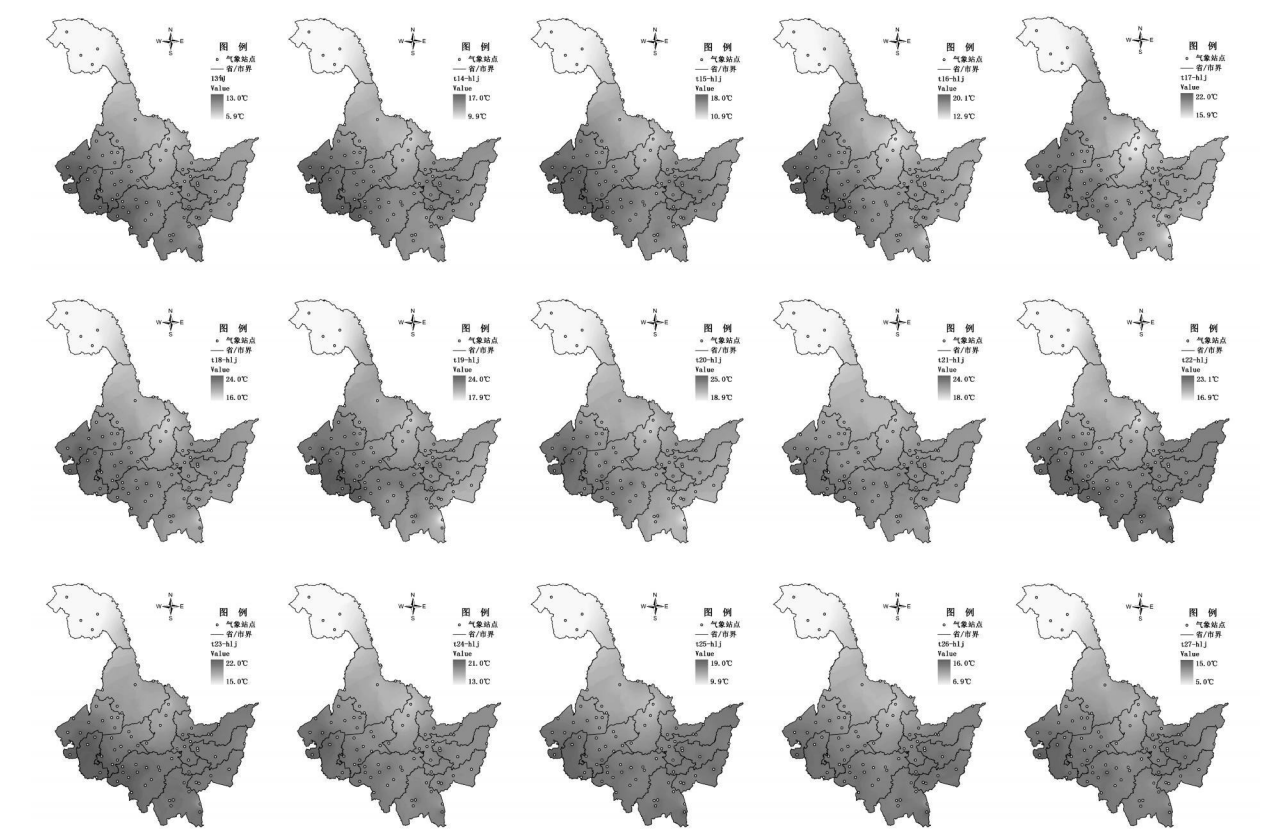 N
W E
S
图 例
气象站点
省/市界
13旬
Value
13.0℃
5.9℃
N
W E
S
图 例
气象站点
省/市界
t14-hlj
Value
17.0℃
9.9℃
N
W E
S
图 例
气象站点
省/市界
t15-hlj
Value
18.0℃
10.9℃
N
W E
S
图 例
气象站点
省/市界
t16-hlj
Value
20.1℃
12.9℃
N
W E
S
图 例
气象站点
省/市界
t17-hlj
Value
22.0℃
15.9℃
N
W E
S
图 例
气象站点
省/市界
t18-hlj
Value
24.0℃
16.0℃
N
W E
S
图 例
气象站点
省/市界
t19-hlj
Value
24.0℃
17.9℃
N
W E
S
图 例
气象站点
省/市界
t20-hlj
Value
25.0℃
18.9℃
N
W E
S
图 例
气象站点
省/市界
t21-hlj
Value
24.0℃
18.0℃
N
W E
S
图 例
气象站点
省/市界
t22-hlj
Value
23.1℃
16.9℃
N
W E
S
图 例
气象站点
省/市界
t23-hlj
Value
22.0℃
15.0℃
N
W E
S
图 例
气象站点
省/市界
t24-hlj
Value
21.0℃
13.0℃
N
W E
S
图 例
气象站点
省/市界
t25-hlj
Value
19.0℃
9.9℃
N
W E
S
图 例
气象站点
省/市界
t26-hlj
Value
16.0℃
6.9℃
N
W E
S
图 例
气象站点
省/市界
t27-hlj
Value
15.0℃
5.0℃